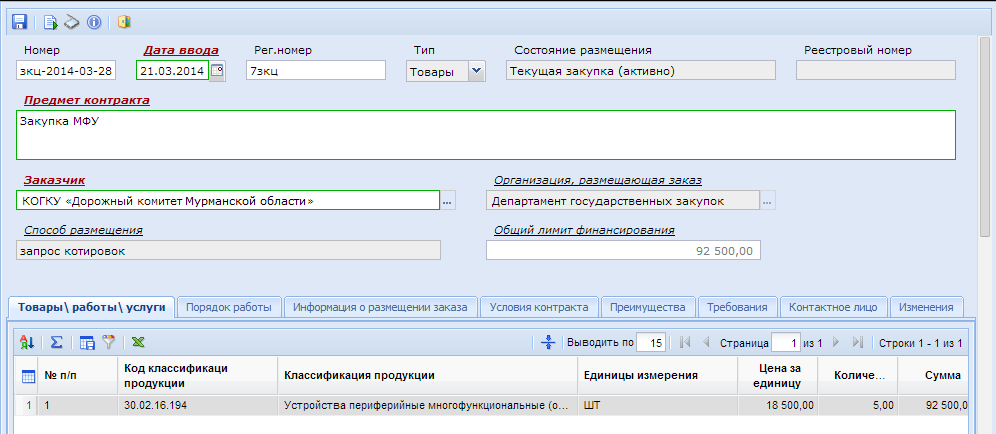 Номер Дата ввода Рег.номер Тип Состояние размещения Реестровый номер
зкц-2014-03-28 21.03.2014 7зкц Товары Текущая закупка (активно)
Предмет контракта
Закупка МФУ
Заказчик Организация, размещающая заказ
КОГКУ «Дорожный комитет Мурманской области» ... Департамент государственных закупок ...
Способ размещения Общий лимит финансирования
запрос котировок 92 500,00
Товары\ работы\ услуги Порядок работы Информация о размещении заказа Условия контракта Преимущества Требования Контактное лицо Изменения
Выводить по 15 Страница 1 из 1 Строки 1 - 1 из 1
№ п/п Код классификаци продукции Классификация продукции Единицы измерения Цена за единицу Количе... Сумма
1 1 30.02.16.194 Устройства периферийные многофункциональные (о... ШТ 18 500,00 5,00 92 500,0